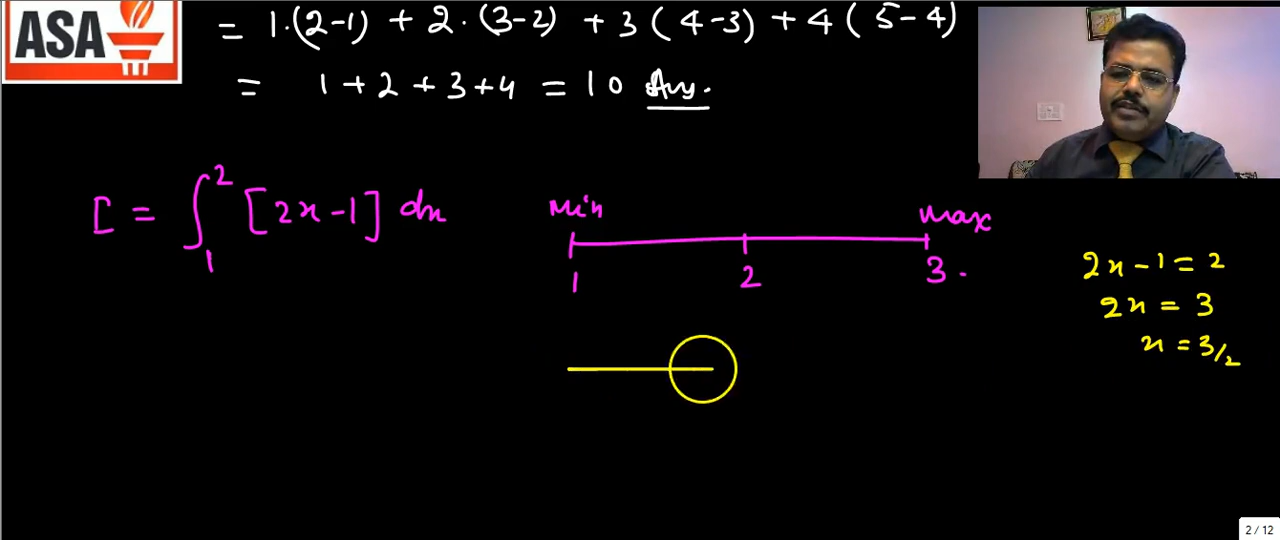 ASA
= 1.(2-1) + 2.(3-2) + 3(4-3) + 4(5-4)
= 1+2+3+4 = 10 Ans.
I = ∫₁² [2x-1] dx
Min max
1 2 3.
2x-1 = 2
2x = 3
x = 3/2
2 / 12